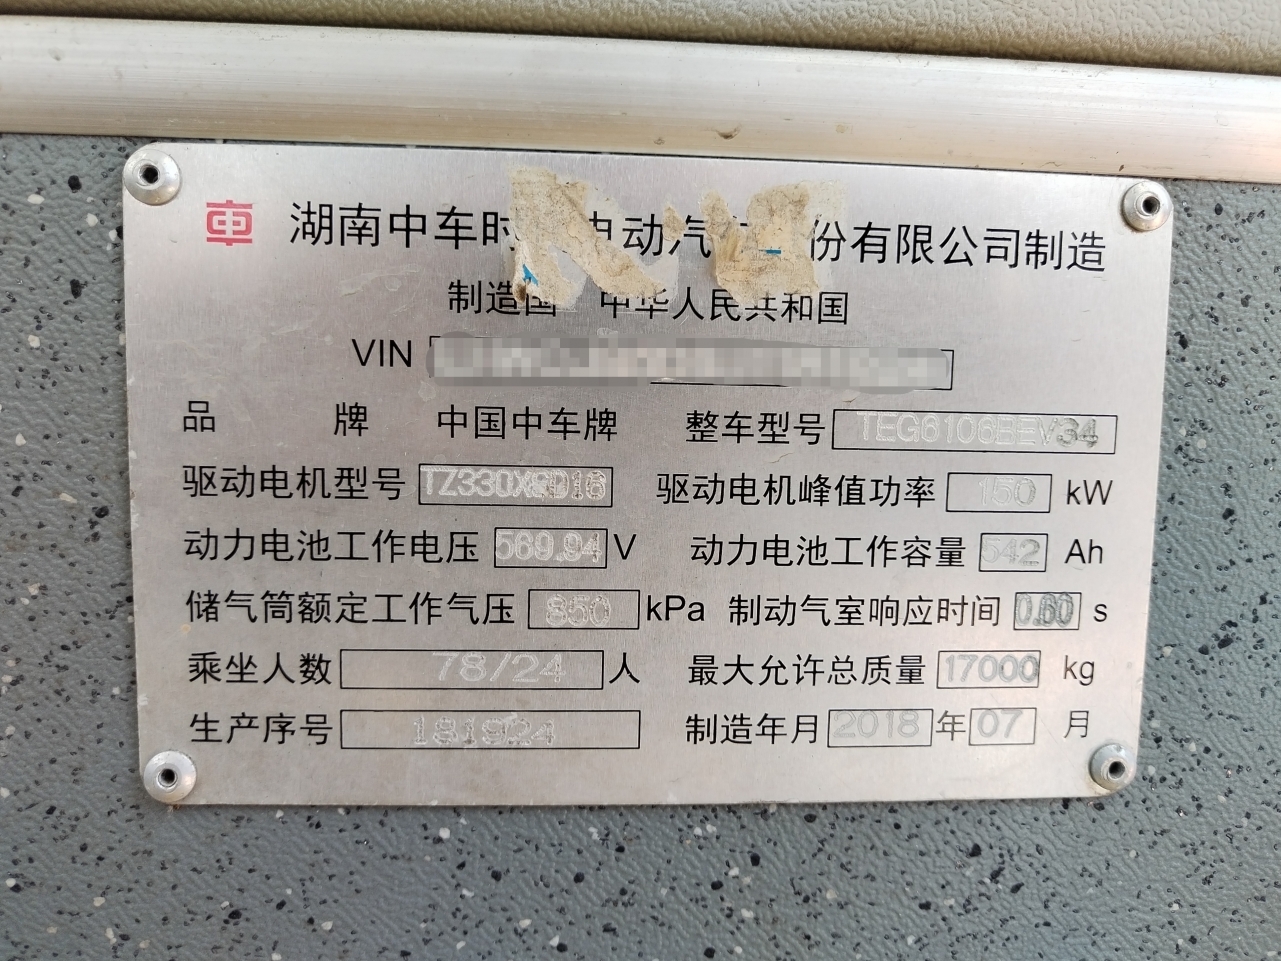 湖南中车时 电动汽 份有限公司制造
制造国 中华人民共和国
VIN
品 牌 中国中车牌 整车型号 TEG6106BEV34
驱动电机型号 TZ330XSD16 驱动电机峰值功率 150 kW
动力电池工作电压 569.94 V 动力电池工作容量 542 Ah
储气筒额定工作气压 850 kPa 制动气室响应时间 0.60 s
乘坐人数 78/24 人 最大允许总质量 17000 kg
生产序号 181924 制造年月 2018 年 07 月